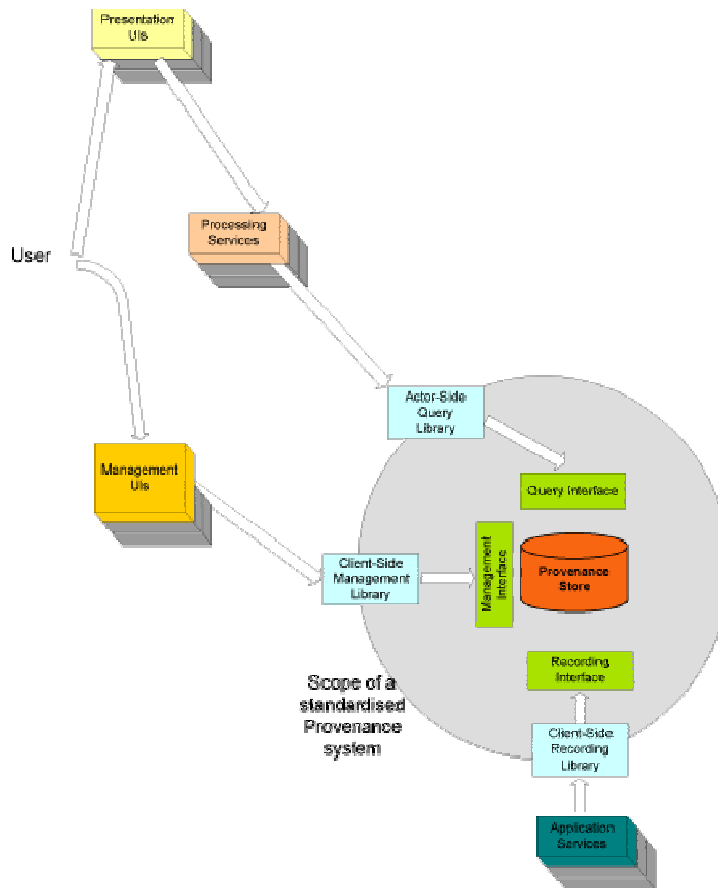 Presentation
UIs
Processing
Services
User
Actor-Side
Query
Library
Management
UIs
Query Interface
Client-Side
Management
Library
Management
Interface
Provenance
Store
Recording
Interface
Scope of a
standardised
Provenance
system
Client-Side
Recording
Library
Application
Services